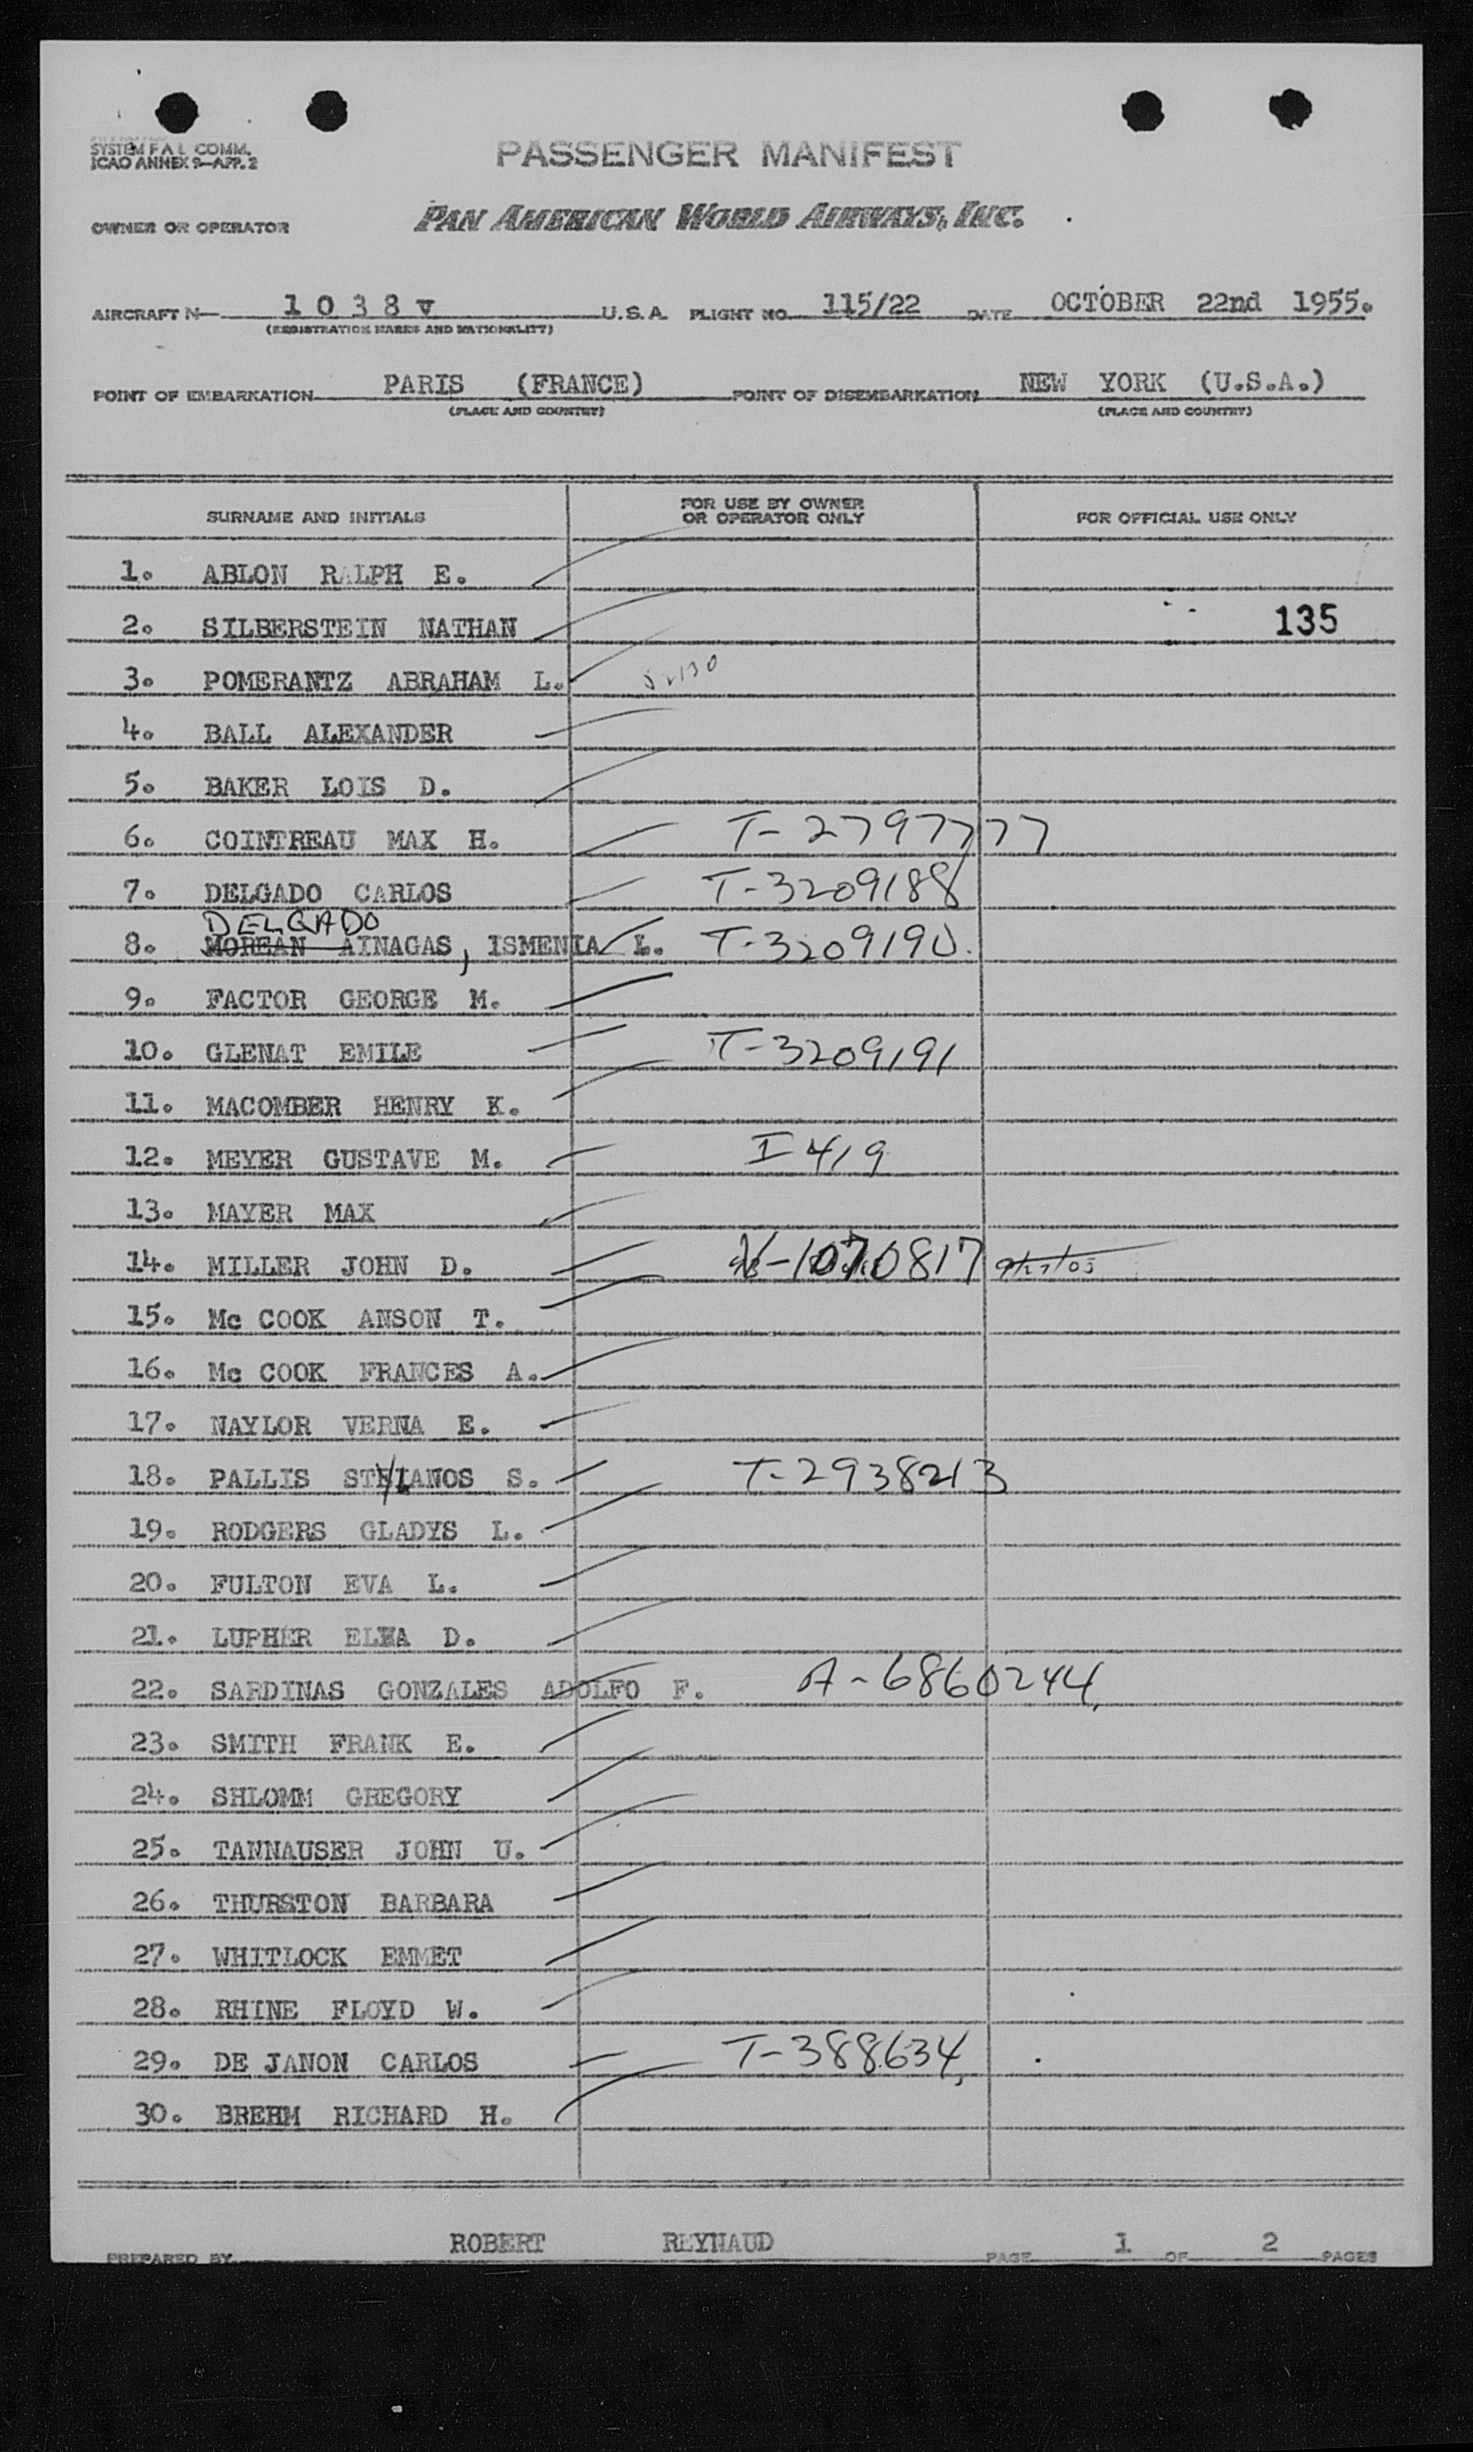 SYSTEM F A L COMM.
ICAO ANNEX 9—APP. 2
PASSENGER MANIFEST
OWNER OR OPERATOR PAN AMERICAN WORLD AIRWAYS, INC.
AIRCRAFT N— 1 0 3 8 V U. S. A. FLIGHT NO. 115/22 DATE OCTOBER 22nd 1955.
(REGISTRATION MARKS AND NATIONALITY)
POINT OF EMBARKATION PARIS (FRANCE) POINT OF DISEMBARKATION NEW YORK (U.S.A.)
(PLACE AND COUNTRY) (PLACE AND COUNTRY)
SURNAME AND INITIALS FOR USE BY OWNER OR OPERATOR ONLY FOR OFFICIAL USE ONLY
1. ABLON RALPH E.
2. SILBERSTEIN NATHAN 135
3. POMERANTZ ABRAHAM L.
4. BALL ALEXANDER
5. BAKER LOIS D.
6. COINTREAU MAX H. T-2797777
7. DELGADO CARLOS T-3209188
DELGADO
8. MOREAN AINAGAS, ISMENIA L. T-3209190.
9. FACTOR GEORGE M.
10. GLENAT EMILE T-3209191
11. MACOMBER HENRY K.
12. MEYER GUSTAVE M. I 419
13. MAYER MAX
14. MILLER JOHN D. V-1070817
15. Mc COOK ANSON T.
16. Mc COOK FRANCES A.
17. NAYLOR VERNA E.
18. PALLIS STYLANOS S. T-2938213
19. RODGERS GLADYS L.
20. FULTON EVA L.
21. LUPHER ELMA D.
22. SARDINAS GONZALES ADOLFO F. A-6860244
23. SMITH FRANK E.
24. SHLOMM GREGORY
25. TANNAUSER JOHN U.
26. THURSTON BARBARA
27. WHITLOCK EMMET
28. RHINE FLOYD W.
29. DE JANON CARLOS T-388634
30. BREHM RICHARD H.
PREPARED BY ROBERT REYNAUD PAGE 1 OF 2 PAGES